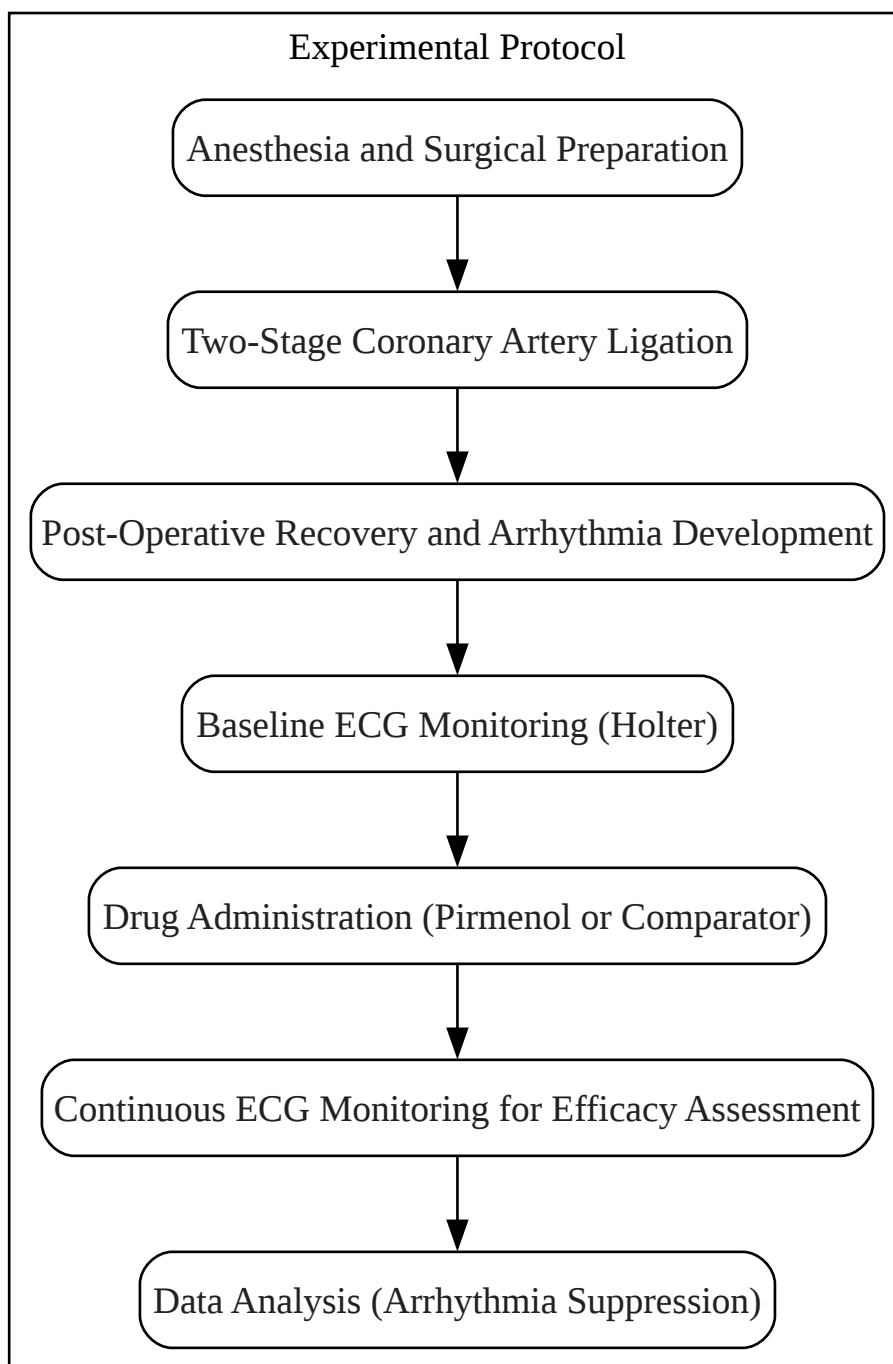 Experimental Protocol
Anesthesia and Surgical Preparation
Two-Stage Coronary Artery Ligation
Post-Operative Recovery and Arrhythmia Development
Baseline ECG Monitoring (Holter)
Drug Administration (Pirmenol or Comparator)
Continuous ECG Monitoring for Efficacy Assessment
Data Analysis (Arrhythmia Suppression)